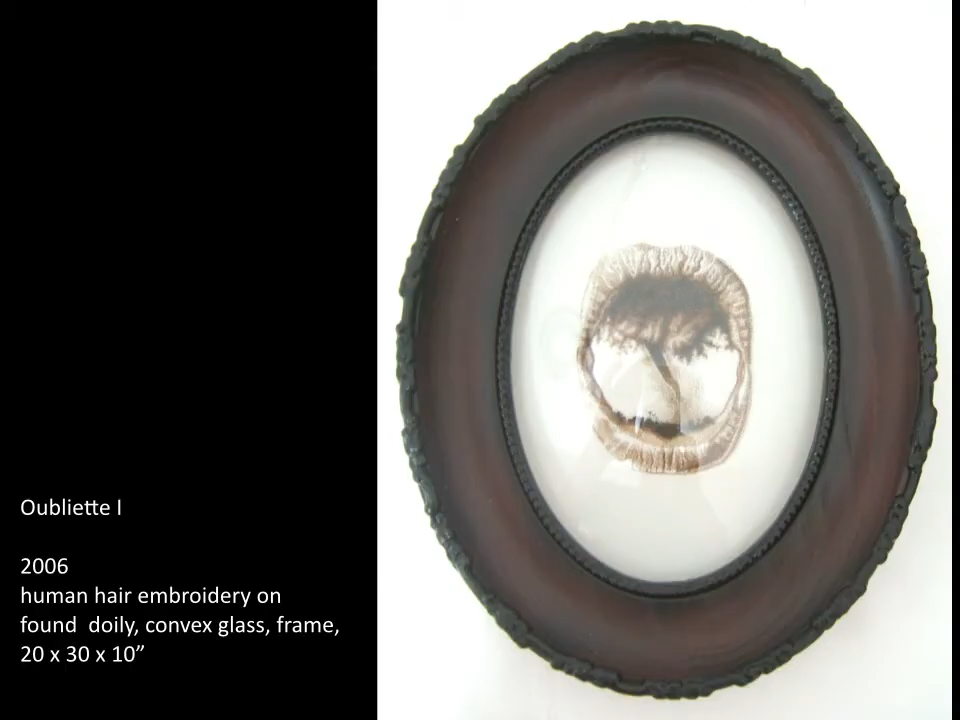 Oubliette I
2006
human hair embroidery on
found  doily, convex glass, frame,
20 x 30 x 10”